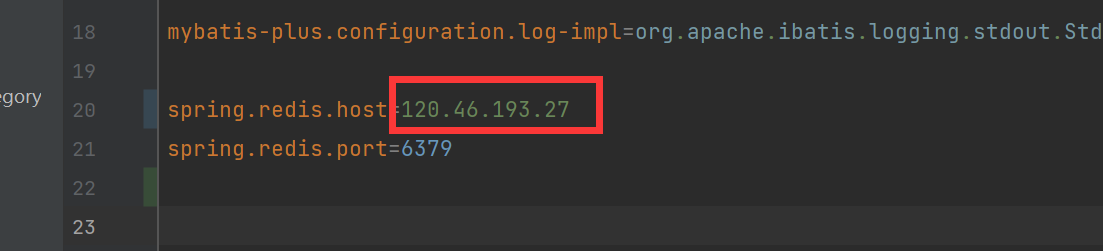 18 mybatis-plus.configuration.log-impl=org.apache.ibatis.logging.stdout.Std
19
egory
20 spring.redis.host=120.46.193.27
21 spring.redis.port=6379
22
23